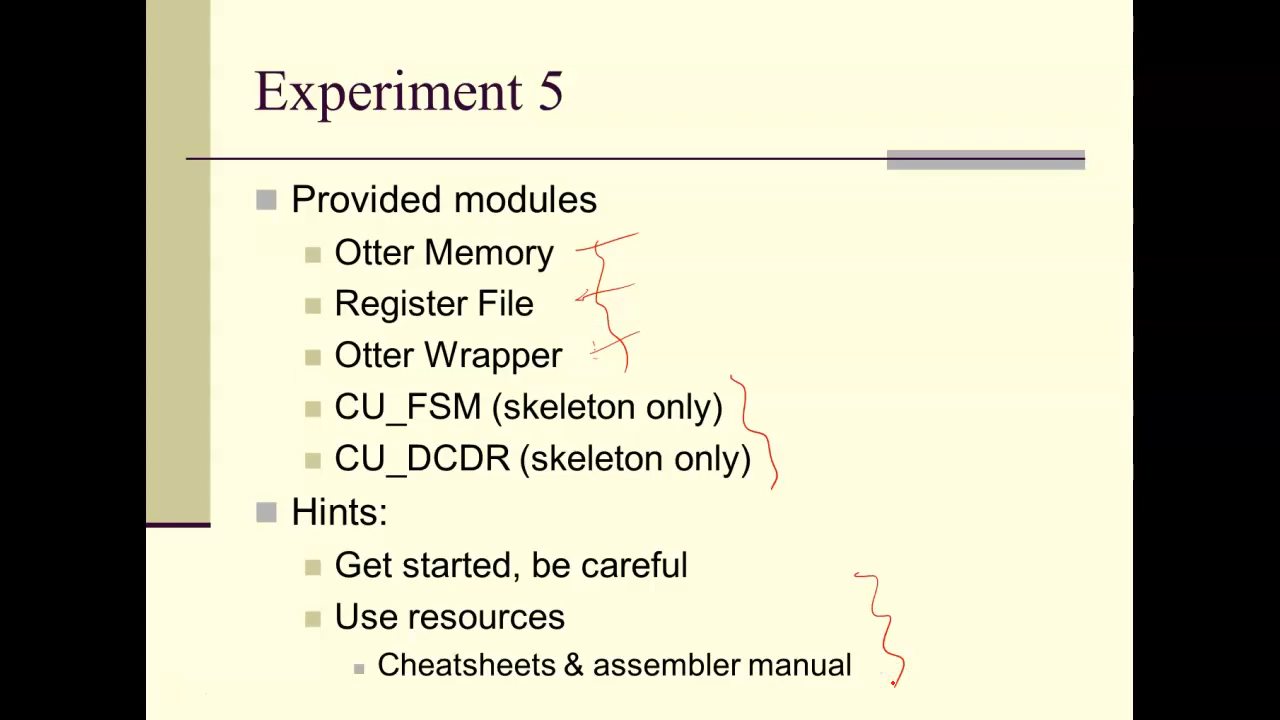 Experiment 5
Provided modules
Otter Memory
Register File
Otter Wrapper
CU_FSM (skeleton only)
CU_DCDR (skeleton only)
Hints:
Get started, be careful
Use resources
Cheatsheets & assembler manual